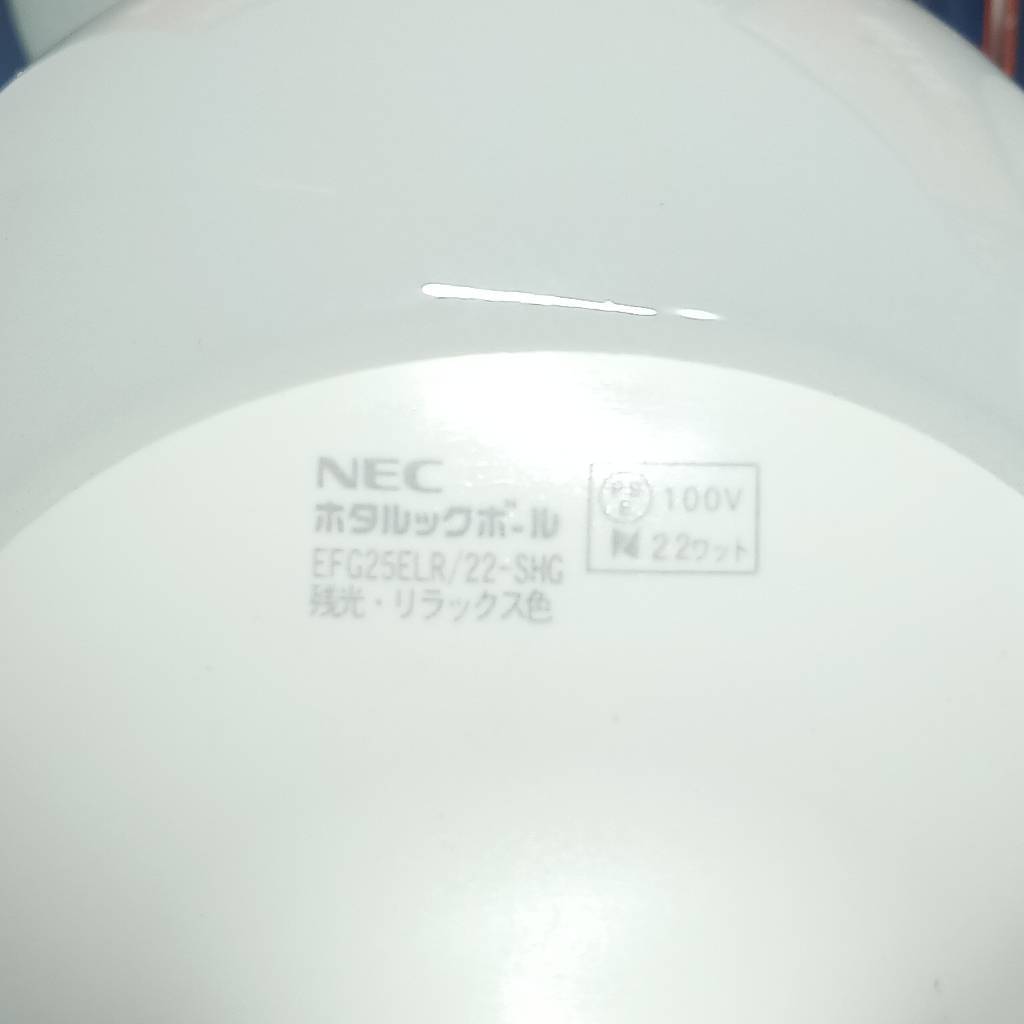 NEC
ホタルックボール
EFG25ELR/22-SHG
残光・リラックス色
PS
E 100V
N 22ワット